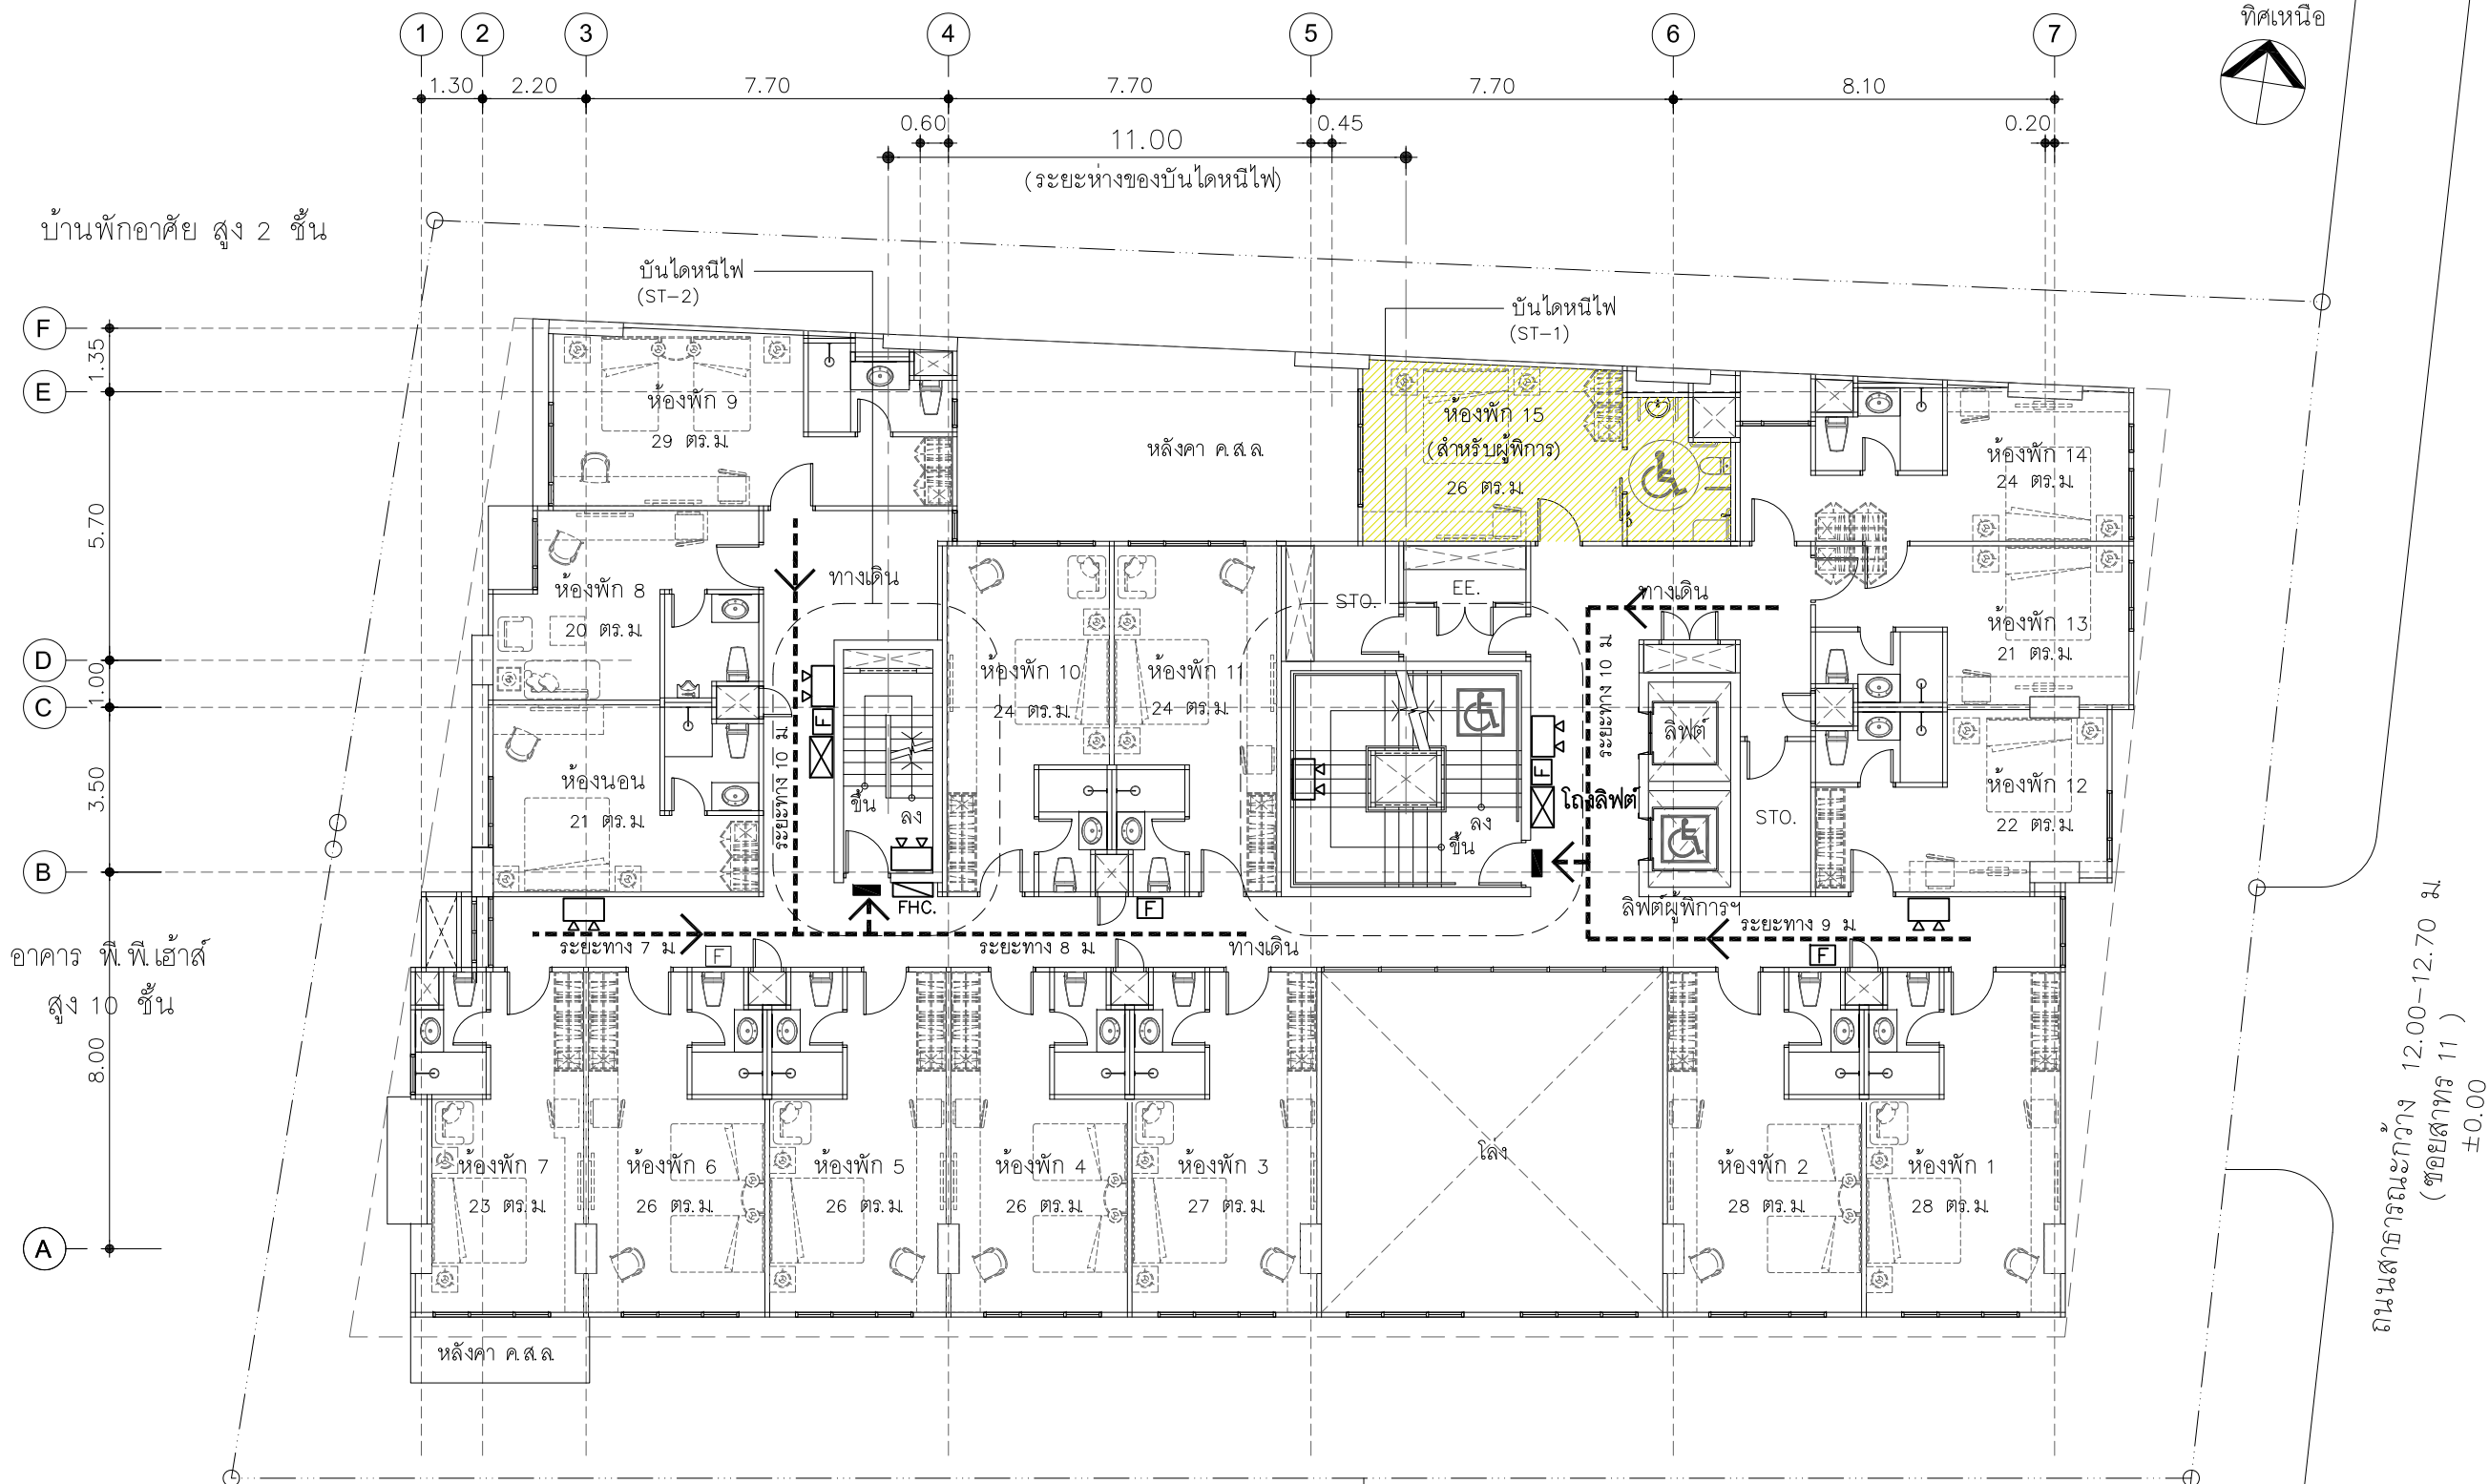 ทิศเหนือ
1 2 3 4 5 6 7
1.30 2.20 7.70 7.70 7.70 8.10
0.60 11.00 0.45 0.20
(ระยะห่างของบันไดหนีไฟ)
บ้านพักอาศัย สูง 2 ชั้น
บันไดหนีไฟ
(ST-2)
บันไดหนีไฟ
(ST-1)
F
1.35
E
5.70
D
1.00
C
3.50
B
8.00
A
ห้องพัก 9
29 ตร.ม.
หลังคา ค.ส.ล.
ห้องพัก 15
(สำหรับผู้พิการ)
26 ตร.ม.
ห้องพัก 14
24 ตร.ม.
ห้องพัก 8
20 ตร.ม.
ทางเดิน
STO.
EE.
ทางเดิน
ห้องพัก 13
21 ตร.ม.
ห้องพัก 10
24 ตร.ม.
ห้องพัก 11
24 ตร.ม.
ระยะทาง 10 ม.
F
ระยะทาง 10 ม.
F
ลิฟต์
ห้องนอน
21 ตร.ม.
ขึ้น
ลง
ลง
ขึ้น
โถงลิฟต์
STO.
ห้องพัก 12
22 ตร.ม.
FHC.
F
ลิฟต์ผู้พิการฯ
ระยะทาง 7 ม.
F
ระยะทาง 8 ม.
ทางเดิน
ระยะทาง 9 ม.
F
อาคาร พี.พี.เฮ้าส์
สูง 10 ชั้น
ห้องพัก 7
23 ตร.ม.
ห้องพัก 6
26 ตร.ม.
ห้องพัก 5
26 ตร.ม.
ห้องพัก 4
26 ตร.ม.
ห้องพัก 3
27 ตร.ม.
โล่ง
ห้องพัก 2
28 ตร.ม.
ห้องพัก 1
28 ตร.ม.
หลังคา ค.ส.ล.
ถนนสาธารณะกว้าง 12.00-12.70 ม.
(ซอยสาทร 11 )
±0.00